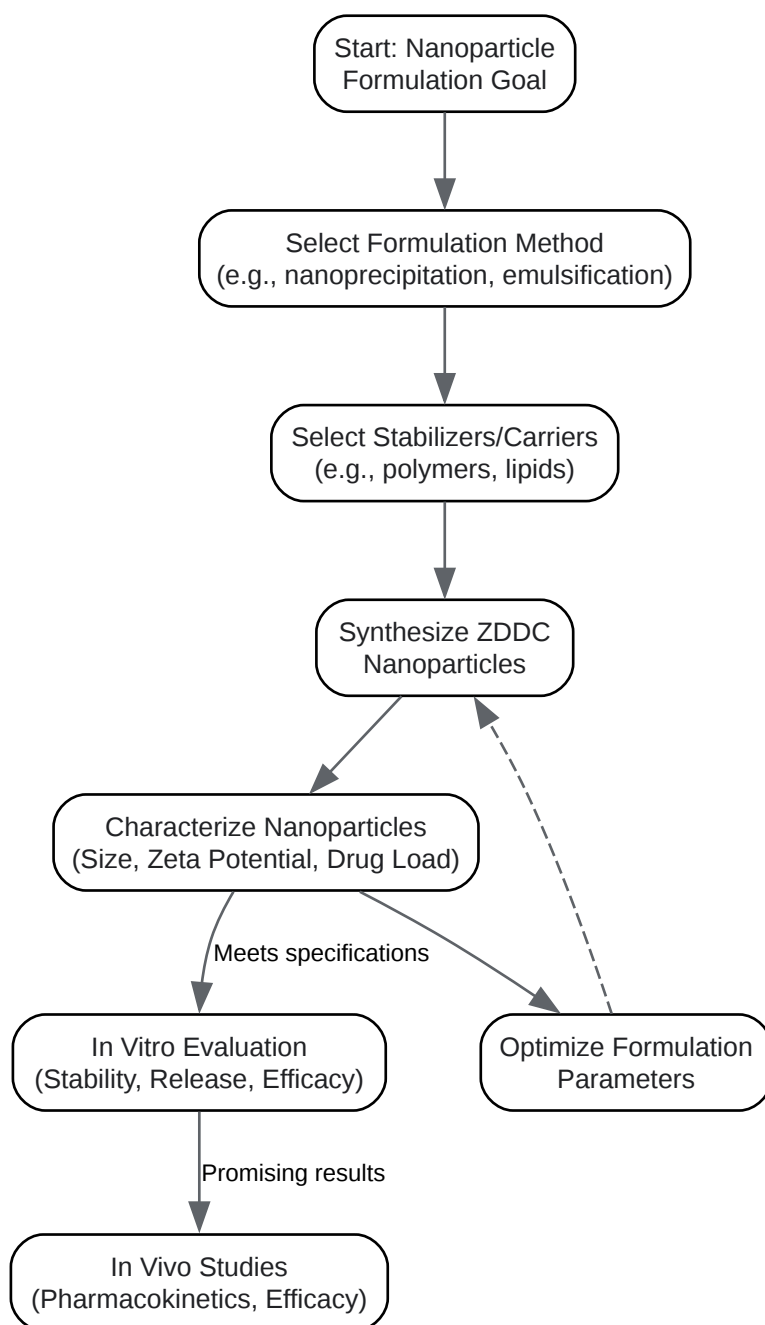 Start: Nanoparticle
Formulation Goal
Select Formulation Method
(e.g., nanoprecipitation, emulsification)
Select Stabilizers/Carriers
(e.g., polymers, lipids)
Synthesize ZDDC
Nanoparticles
Characterize Nanoparticles
(Size, Zeta Potential, Drug Load)
Meets specifications
In Vitro Evaluation
(Stability, Release, Efficacy)
Optimize Formulation
Parameters
Promising results
In Vivo Studies
(Pharmacokinetics, Efficacy)